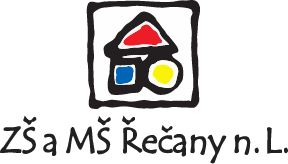 ZŠ a MŠ Řečany n. L.